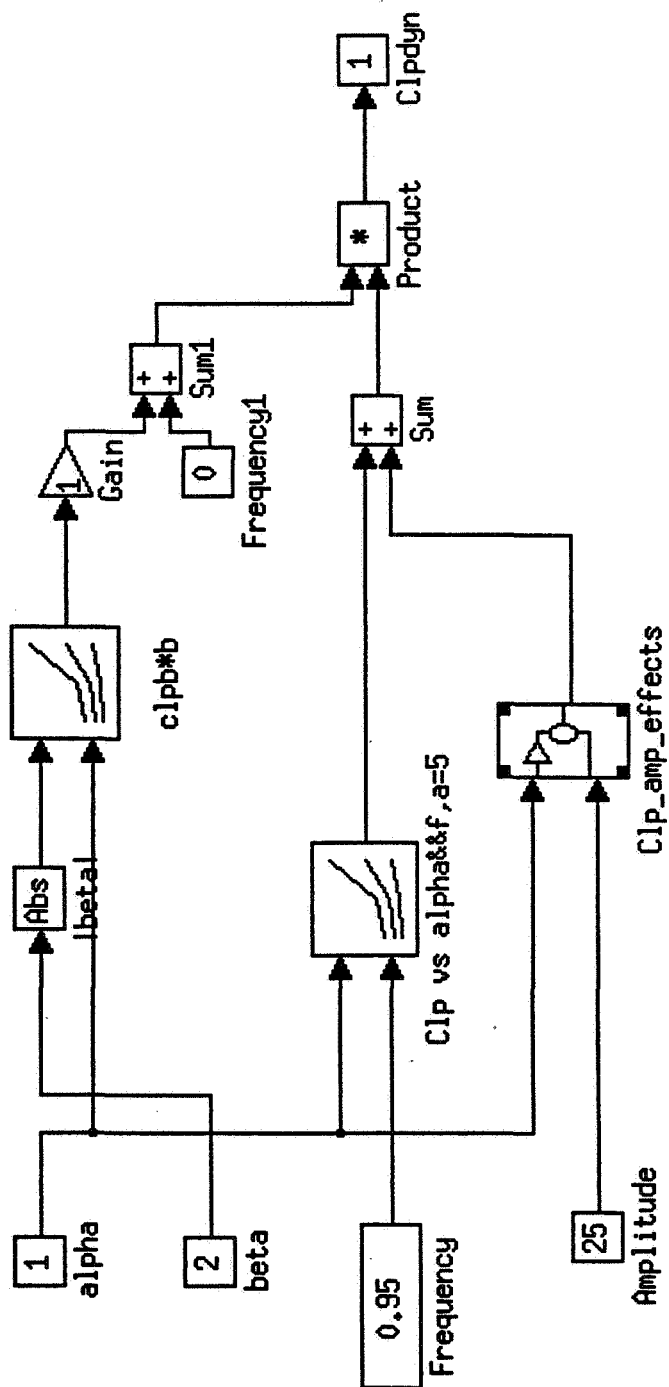 1
alpha
2
beta
0.95
Frequency
25
Amplitude
Abs
|beta|
clpb*b
1
Gain
0
Frequency1
+
+
Sum1
Clp vs alpha&&f,a=5
Clp_amp_effects
+
+
Sum
*
Product
1
Clpdyn